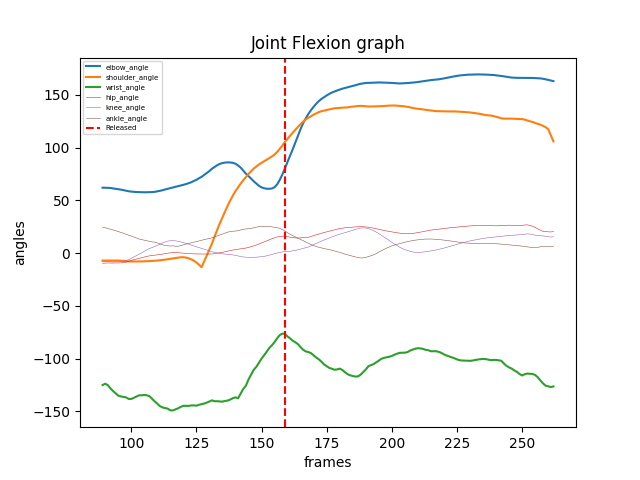 Joint Flexion graph
elbow_angle
shoulder_angle
wrist_angle
hip_angle
knee_angle
ankle_angle
Released
angles
150
100
50
0
−50
−100
−150
100 125 150 175 200 225 250
frames